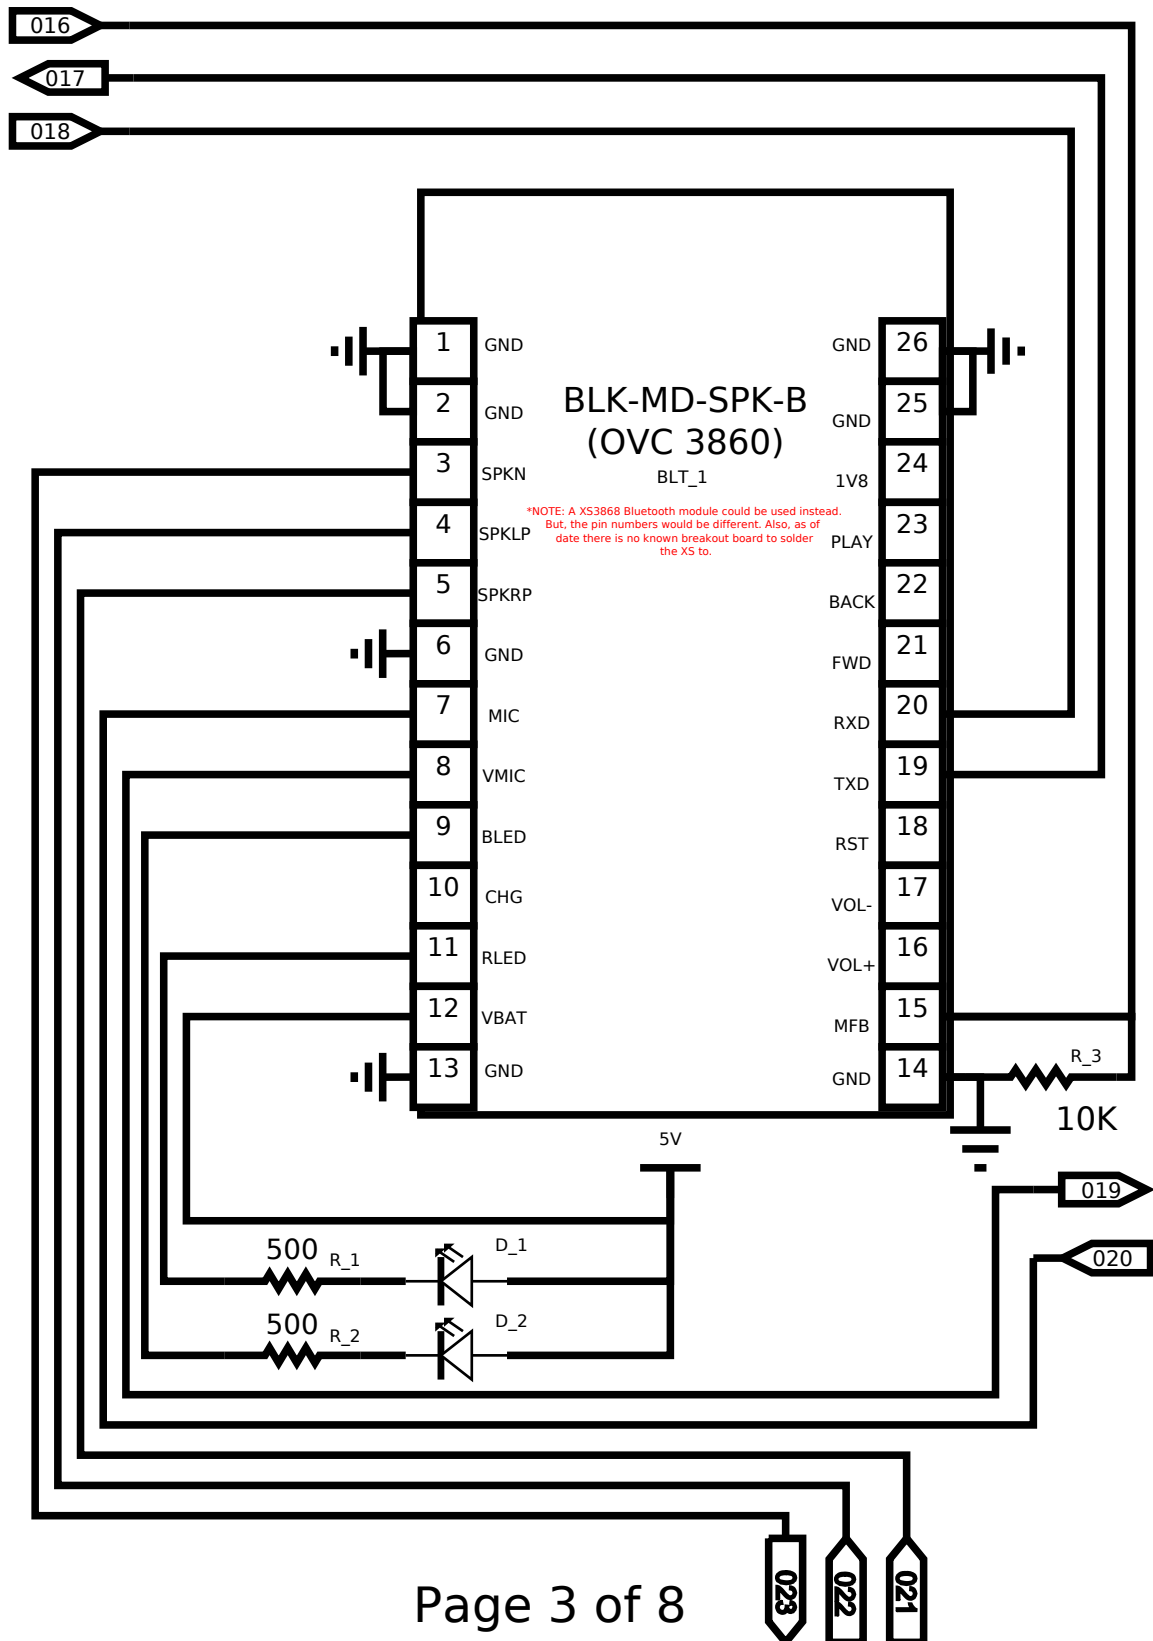 016
017
018
BLK-MD-SPK-B
(OVC 3860)
BLT_1
*NOTE: A XS3868 Bluetooth module could be used instead.
But, the pin numbers would be different. Also, as of
date there is no known breakout board to solder
the XS to.
1 GND
2 GND
3 SPKN
4 SPKLP
5 SPKRP
6 GND
7 MIC
8 VMIC
9 BLED
10 CHG
11 RLED
12 VBAT
13 GND
GND 26
GND 25
1V8 24
PLAY 23
BACK 22
FWD 21
RXD 20
TXD 19
RST 18
VOL- 17
VOL+ 16
MFB 15
GND 14
R_3
10K
5V
019
020
500 R_1 D_1
500 R_2 D_2
023
022
021
Page 3 of 8